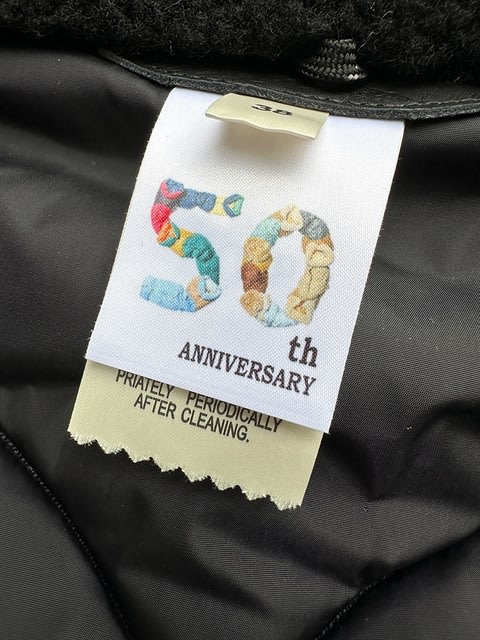 38
50
th
ANNIVERSARY
PRIATELY PERIODICALLY
AFTER CLEANING.